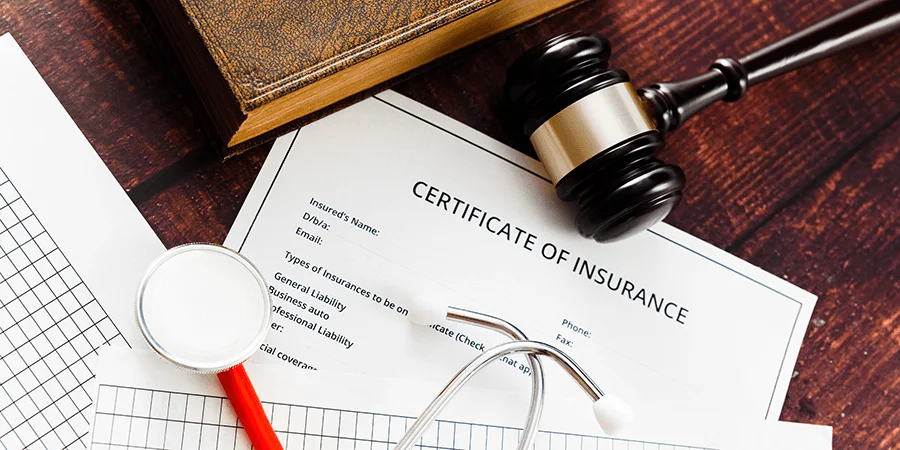 CERTIFICATE OF INSURANCE
Insured's Name:
D/b/a:
Email:
Phone:
Fax:
Types of Insurances to be on (Check
General Liability
Business auto
Liability
coverage